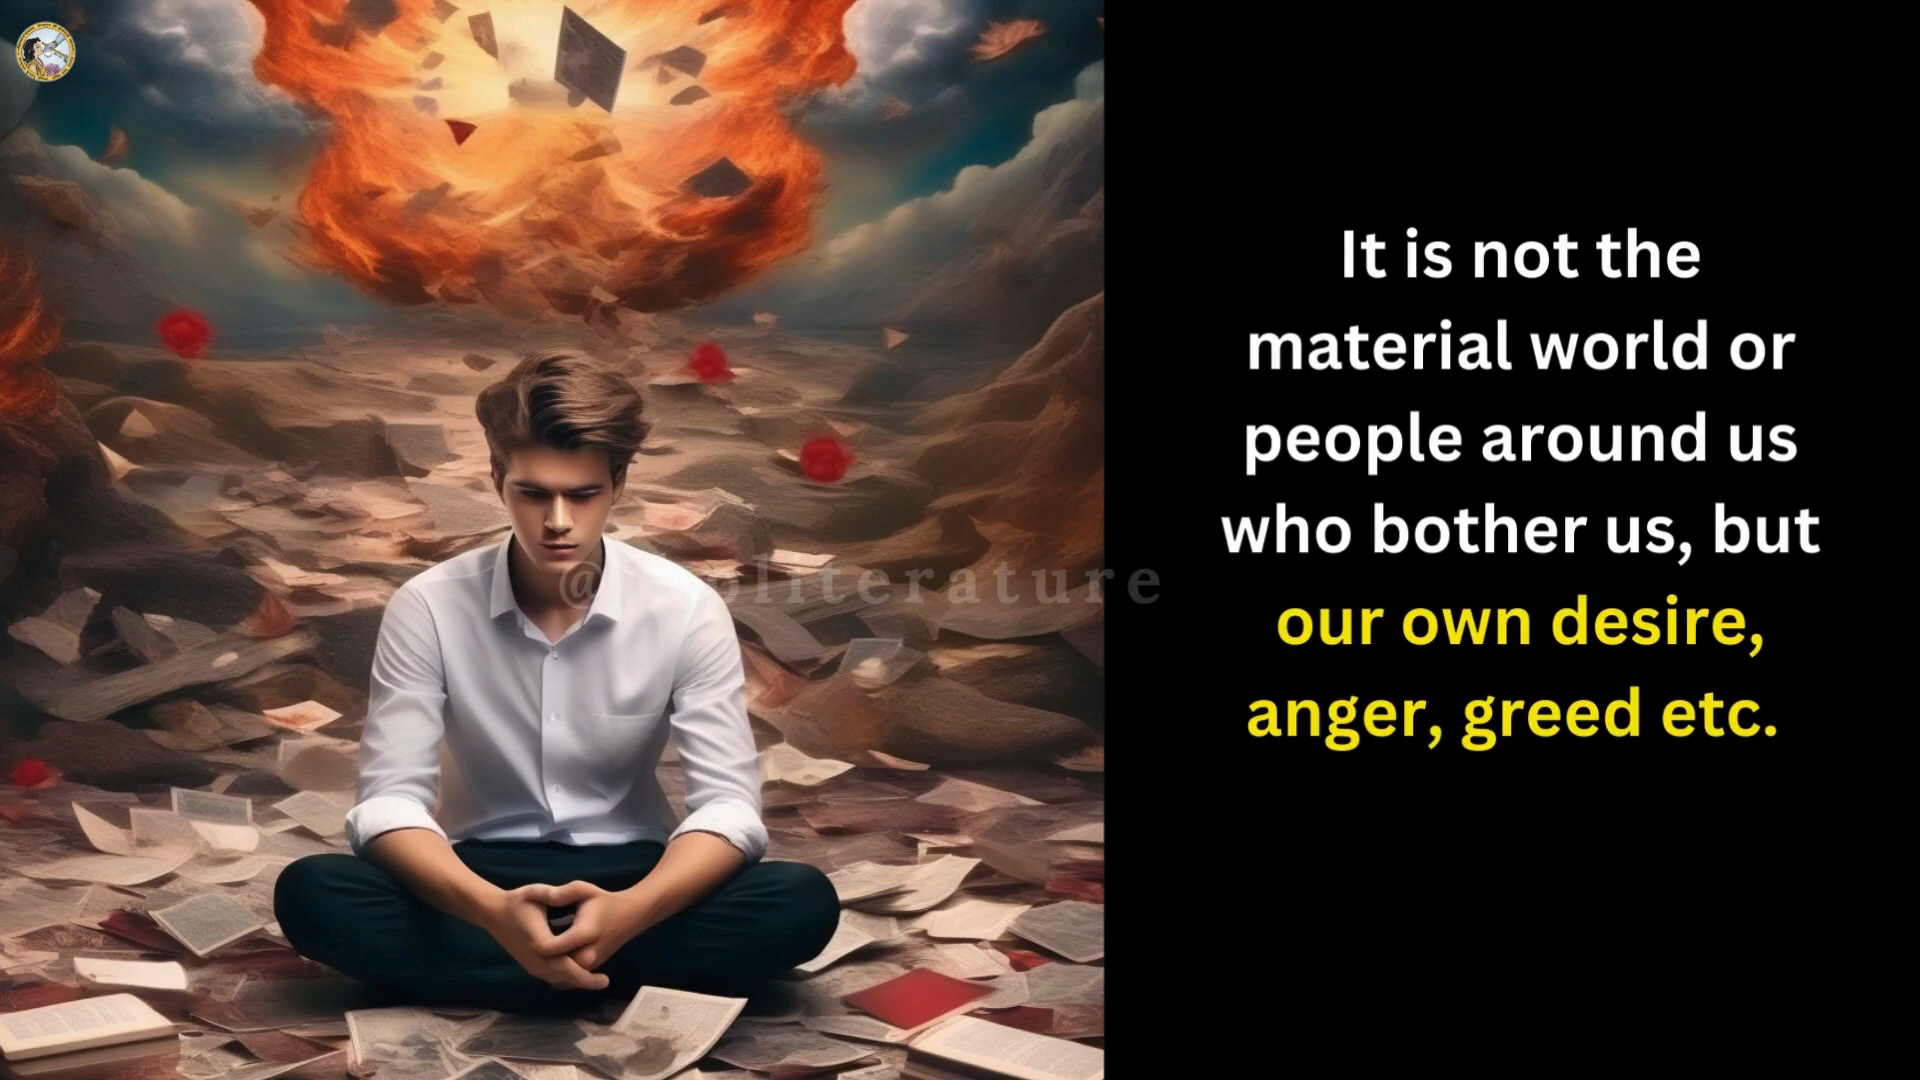 It is not the
material world or
people around us
who bother us, but
our own desire,
anger, greed etc.